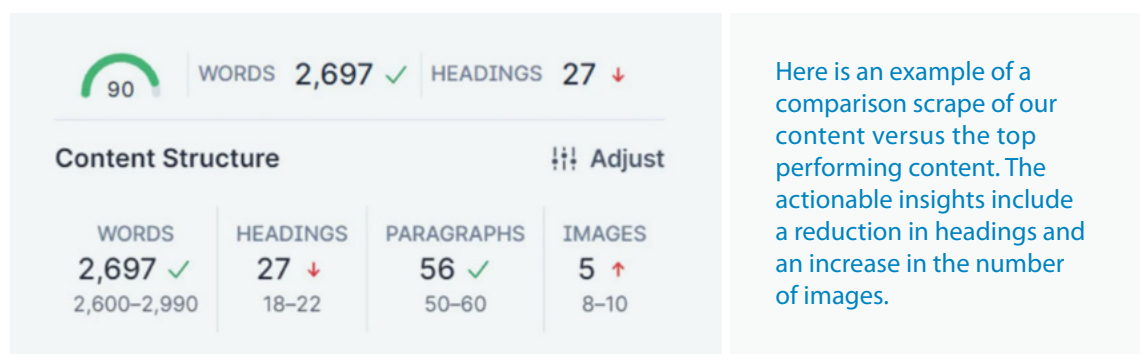 90 WORDS 2,697 ✓ HEADINGS 27 ↓
Content Structure Adjust
WORDS HEADINGS PARAGRAPHS IMAGES
2,697 ✓ 27 ↓ 56 ✓ 5 ↑
2,600–2,990 18–22 50–60 8–10
Here is an example of a
comparison scrape of our
content versus the top
performing content. The
actionable insights include
a reduction in headings and
an increase in the number
of images.